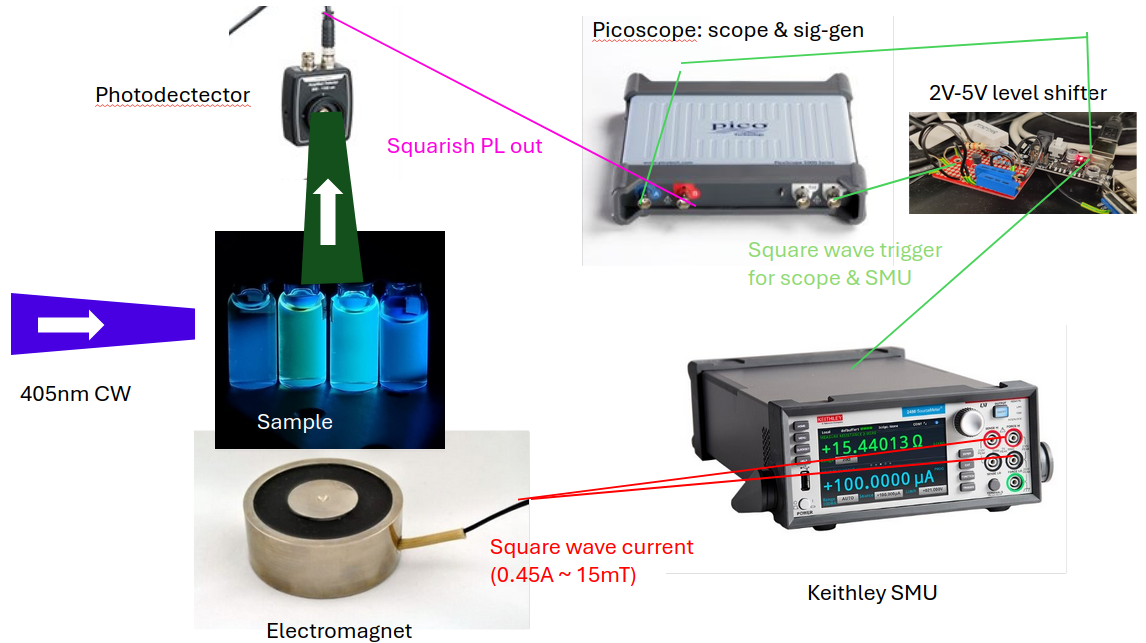 Picoscope: scope & sig-gen
Photodectector
2V-5V level shifter
pico
Technology
Squarish PL out
Square wave trigger
for scope & SMU
405nm CW
Sample
KEITHLEY
+15.44013 Ω
+100.0000 µA
AUTO
POWER
Square wave current
(0.45A ~ 15mT)
Keithley SMU
Electromagnet